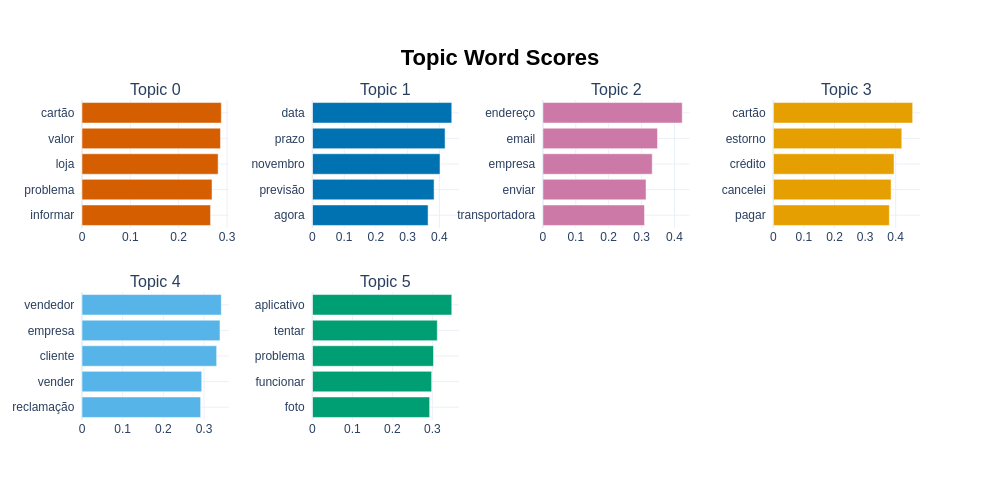 Topic Word Scores
Topic 0
cartão
valor
loja
problema
informar
0 0.1 0.2 0.3
Topic 1
data
prazo
novembro
previsão
agora
0 0.1 0.2 0.3 0.4
Topic 2
endereço
email
empresa
enviar
transportadora
0 0.1 0.2 0.3 0.4
Topic 3
cartão
estorno
crédito
cancelei
pagar
0 0.1 0.2 0.3 0.4
Topic 4
vendedor
empresa
cliente
vender
reclamação
0 0.1 0.2 0.3
Topic 5
aplicativo
tentar
problema
funcionar
foto
0 0.1 0.2 0.3